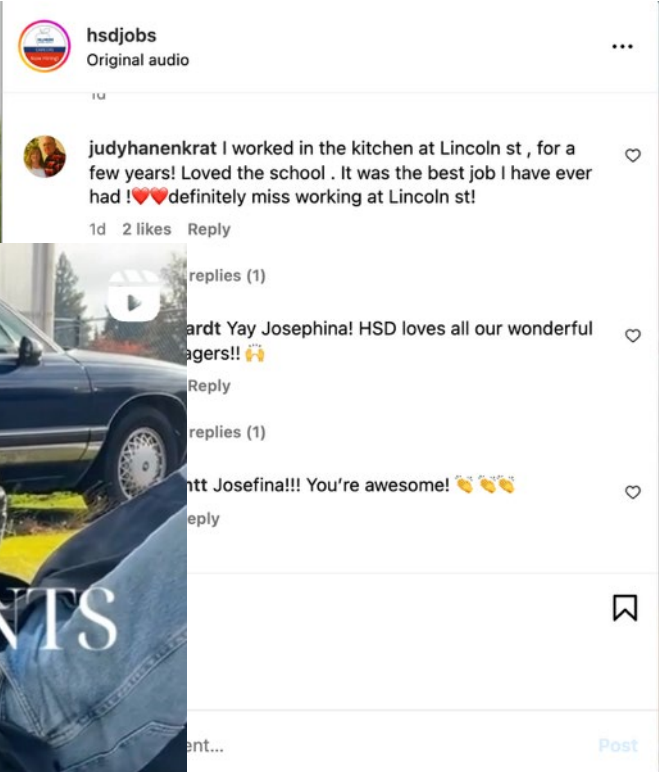 hsdjobs
Original audio
1d
judyhanenkrat I worked in the kitchen at Lincoln st , for a
few years! Loved the school . It was the best job I have ever
had !❤️❤️definitely miss working at Lincoln st!
1d 2 likes Reply
replies (1)
ardt Yay Josephina! HSD loves all our wonderful
agers!! 🙌
Reply
replies (1)
ntt Josefina!!! You’re awesome! 👏👏👏
eply
NTS
ent...
Post